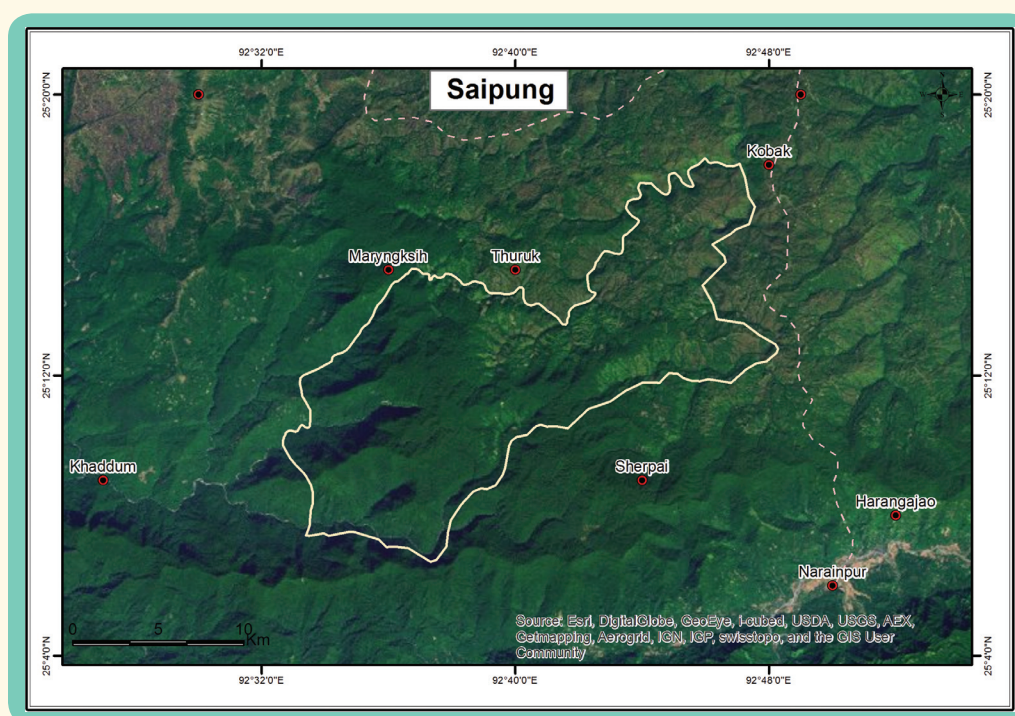 92°32'0"E
92°40'0"E
92°48'0"E
Saipung
25°20'0"N
25°20'0"N
Kobak
Maryngksih
Thuruk
25°12'0"N
25°12'0"N
Khaddum
Sherpai
Harangajao
Narainpur
0 5 10
Km
Source: Esri, DigitalGlobe, GeoEye, i-cubed, USDA, USGS, AEX,
Getmapping, Aerogrid, IGN, IGP, swisstopo, and the GIS User
Community
25°4'0"N
25°4'0"N
92°32'0"E
92°40'0"E
92°48'0"E